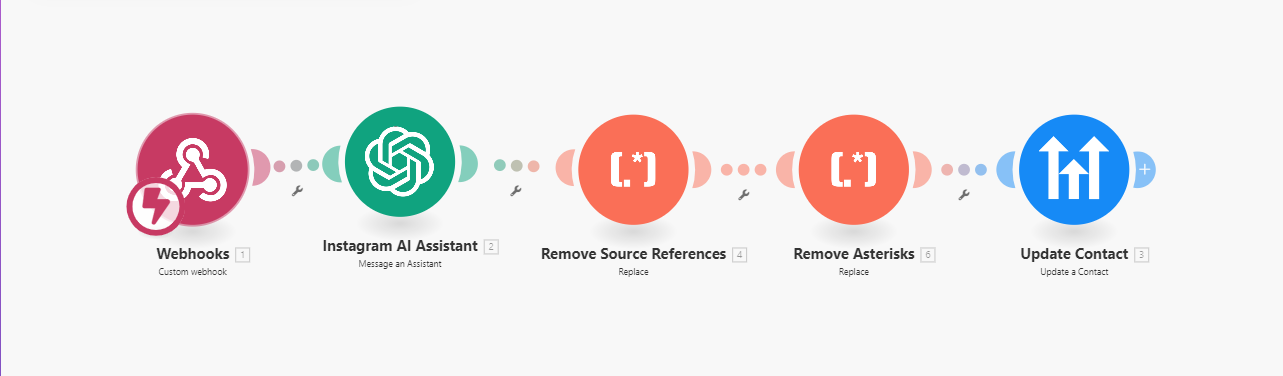 Webhooks 1
Custom webhook
Instagram AI Assistant 2
Message an Assistant
Remove Source References 4
Replace
Remove Asterisks 6
Replace
Update Contact 3
Update a Contact